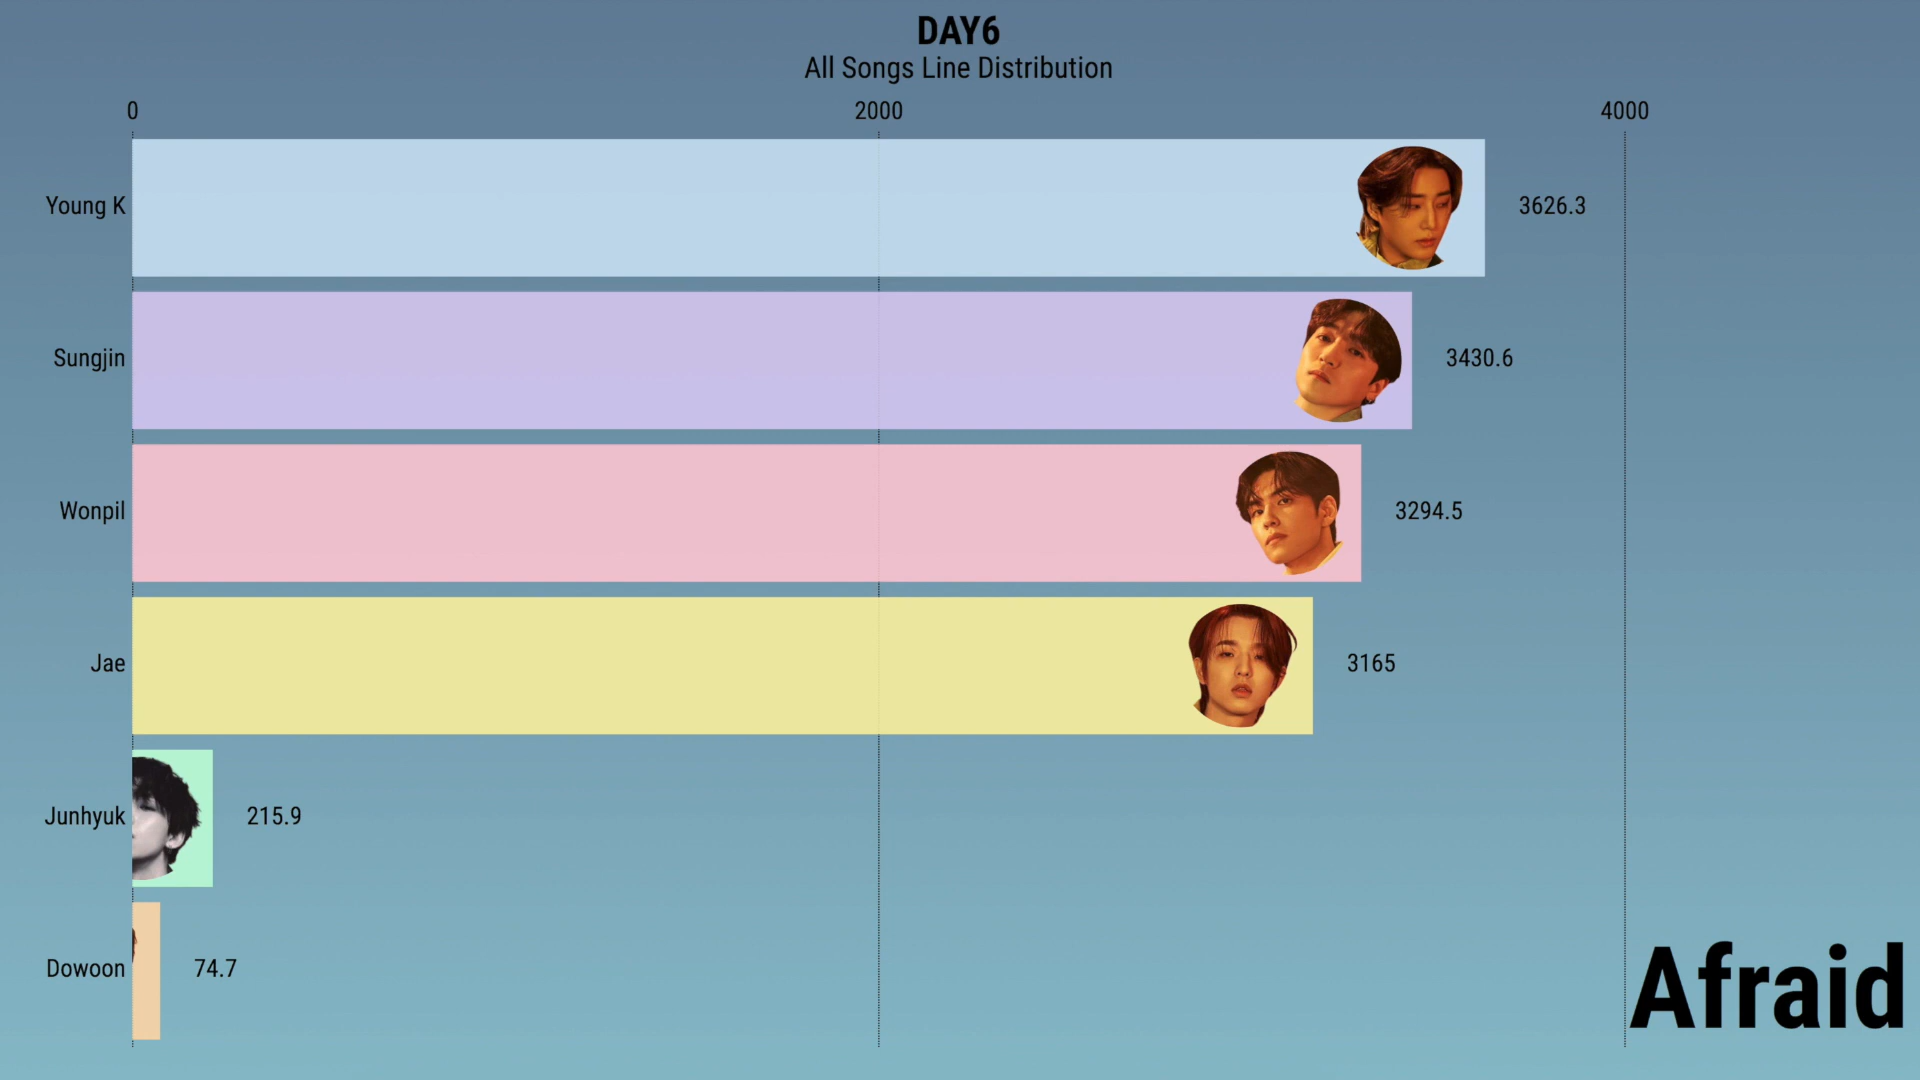 DAY6
All Songs Line Distribution
0 2000 4000
Young K 3626.3
Sungjin 3430.6
Wonpil 3294.5
Jae 3165
Junhyuk 215.9
Dowoon 74.7
Afraid